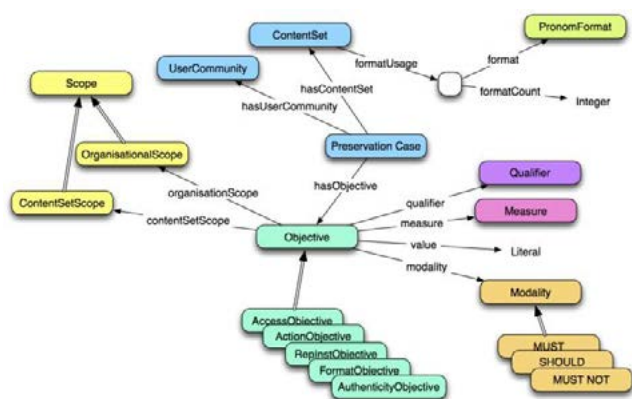 ContentSet
PronomFormat
UserCommunity
formatUsage
format
Scope
formatCount
Integer
hasContentSet
hasUserCommunity
OrganisationalScope
Preservation Case
Qualifier
organisationScope
hasObjective
qualifier
ContentSetScope
contentSetScope
measure
Measure
Objective
value
Literal
modality
Modality
AccessObjective
ActionObjective
RepInstObjective
FormatObjective
AuthenticityObjective
MUST
SHOULD
MUST NOT